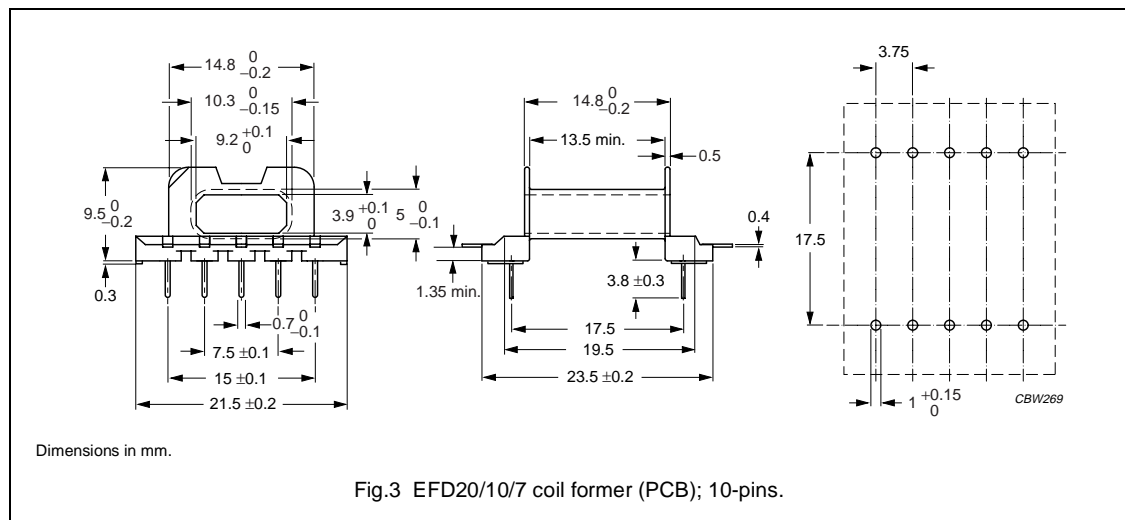 14.8 0 −0.2
10.3 0 −0.15
9.2 +0.1 0
9.5 0 −0.2
3.9 +0.1 0
5 0 −0.1
0.3
0.7 0 −0.1
7.5 ±0.1
15 ±0.1
21.5 ±0.2
14.8 0 −0.2
13.5 min.
0.5
0.4
1.35 min.
3.8 ±0.3
17.5
19.5
23.5 ±0.2
3.75
17.5
1 +0.15 0
CBW269
Dimensions in mm.
Fig.3 EFD20/10/7 coil former (PCB); 10-pins.